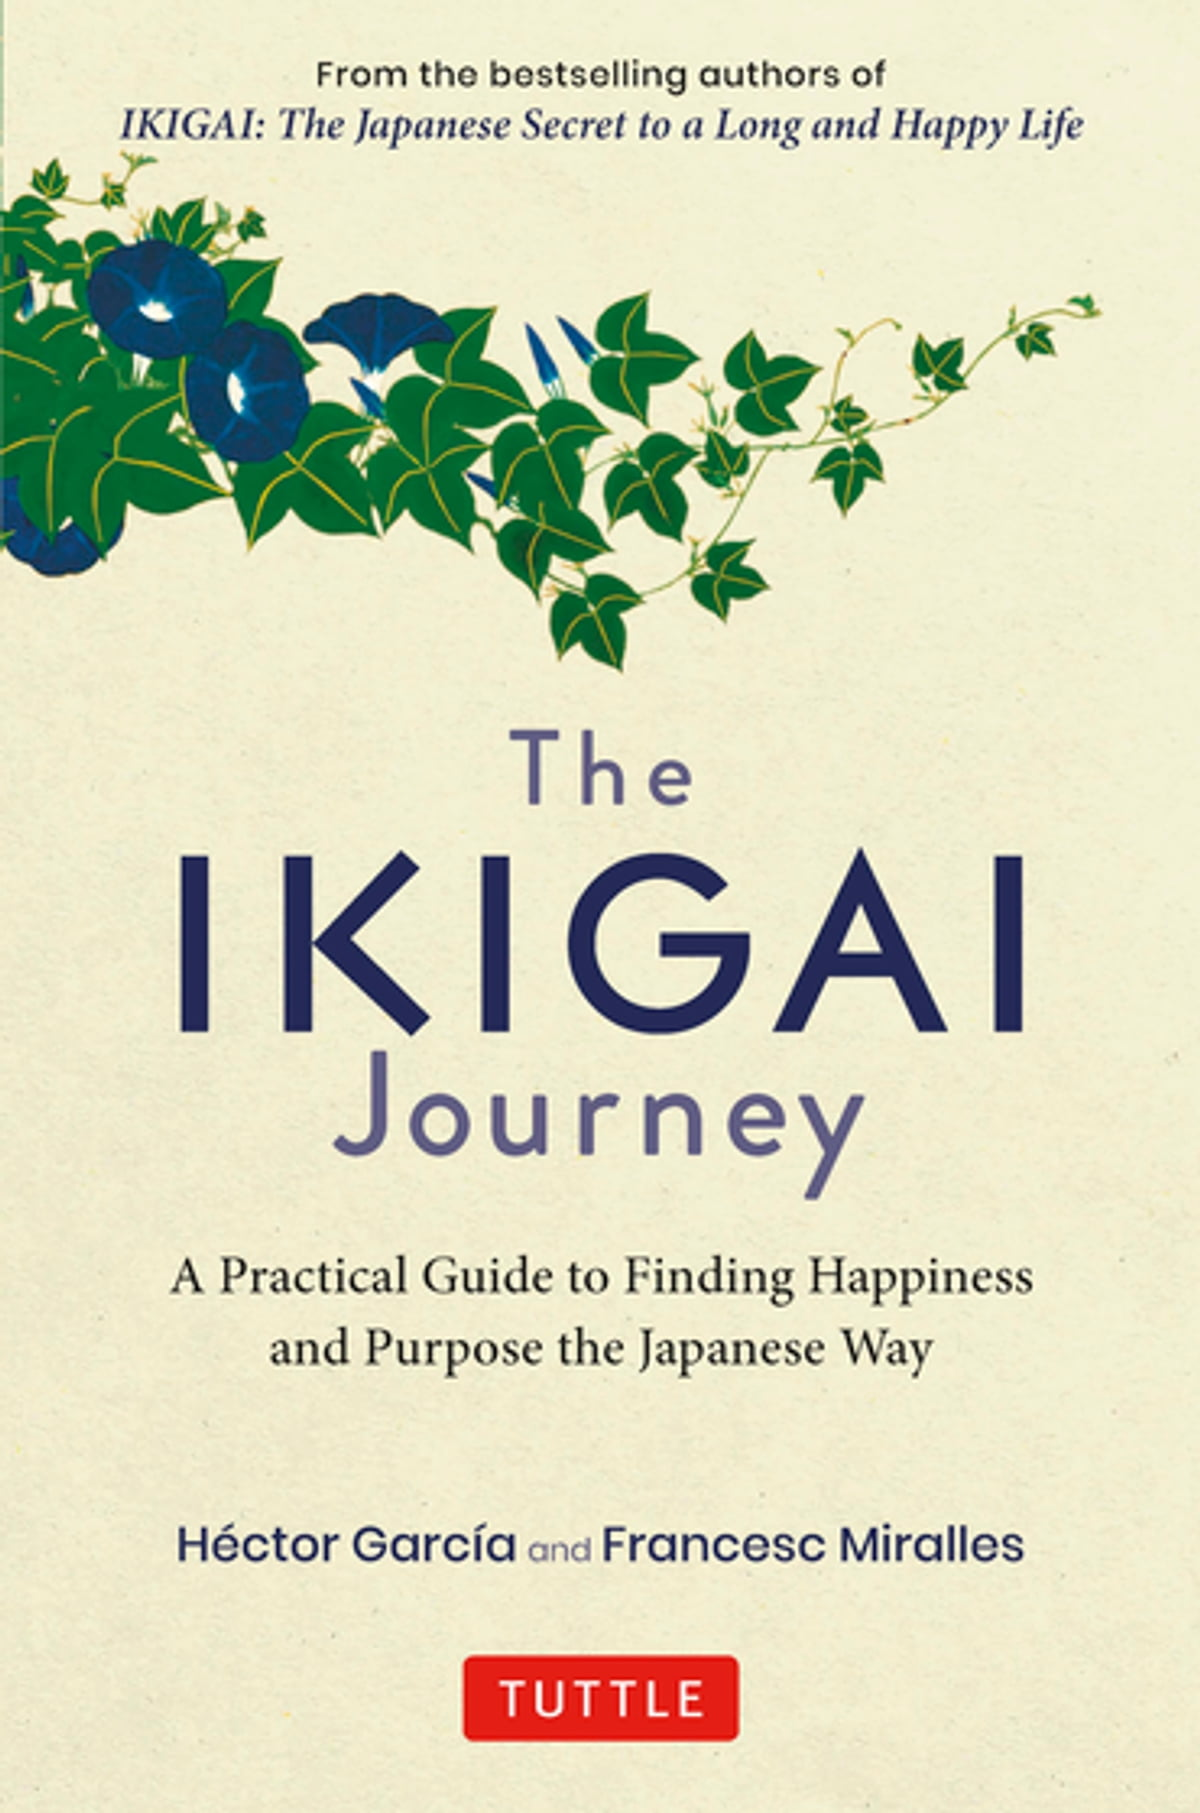 From the bestselling authors of
IKIGAI: The Japanese Secret to a Long and Happy Life
The
IKIGAI
Journey
A Practical Guide to Finding Happiness
and Purpose the Japanese Way
Héctor García and Francesc Miralles
TUTTLE